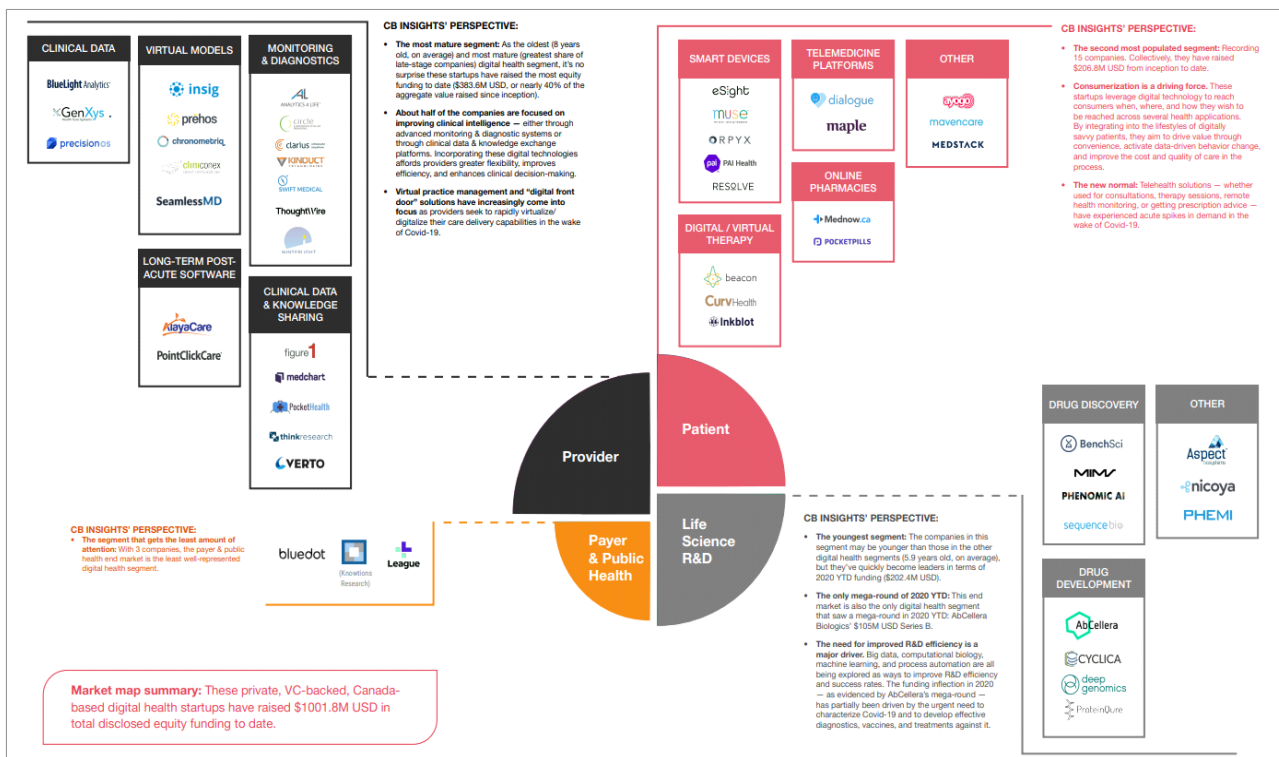 CLINICAL DATA
BlueLight Analytics
GenXys
precisionos
VIRTUAL MODELS
insig
prehos
chronometriq
cliniconex
SeamlessMD
MONITORING
& DIAGNOSTICS
AL
ANALYTICS 4 LIFE
circle
clarius
KINDUCT
SWIFT MEDICAL
ThoughtWire
LONG-TERM POST-
ACUTE SOFTWARE
AlayaCare
PointClickCare
CLINICAL DATA
& KNOWLEDGE
SHARING
figure1
medchart
PocketHealth
thinkresearch
VERTO
CB INSIGHTS' PERSPECTIVE:
• The most mature segment: As the oldest (8 years
old, on average) and most mature (greatest share of
late-stage companies) digital health segment, it's no
surprise these startups have raised the most equity
funding to date ($383.6M USD, or nearly 40% of the
aggregate value raised since inception).
• About half of the companies are focused on
improving clinical intelligence — either through
advanced monitoring & diagnostic systems or
through clinical data & knowledge exchange
platforms. Incorporating these digital technologies
affords providers greater flexibility, improves
efficiency, and enhances clinical decision-making.
• Virtual practice management and "digital front
door" solutions have increasingly come into
focus as providers seek to rapidly virtualize/
digitalize their care delivery capabilities in the wake
of Covid-19.
SMART DEVICES
eSight
muse
ORPYX
pai PAI Health
RESOLVE
DIGITAL / VIRTUAL
THERAPY
beacon
CurvHealth
Inkblot
TELEMEDICINE
PLATFORMS
dialogue
maple
ONLINE
PHARMACIES
Mednow.ca
POCKETPILLS
OTHER
ayogo
mavencare
MEDSTACK
CB INSIGHTS' PERSPECTIVE:
• The second most populated segment: Recording
15 companies. Collectively, they have raised
$206.8M USD from inception to date.
• Consumerization is a driving force. These
startups leverage digital technology to reach
consumers when, where, and how they wish to
be reached across several health applications.
By integrating into the lifestyles of digitally
savvy patients, they aim to drive value through
convenience, activate data-driven behavior change,
and improve the cost and quality of care in the
process.
• The new normal: Telehealth solutions — whether
used for consultations, therapy sessions, remote
health monitoring, or getting prescription advice —
have experienced acute spikes in demand in the
wake of Covid-19.
Provider
Patient
Payer
& Public
Health
Life
Science
R&D
CB INSIGHTS' PERSPECTIVE:
• The segment that gets the least amount of
attention: With 3 companies, the payer & public
health end market is the least well-represented
digital health segment.
bluedot
(Knowtions
Research)
League
CB INSIGHTS' PERSPECTIVE:
• The youngest segment: The companies in this
segment may be younger than those in the other
digital health segments (5.9 years old, on average),
but they've quickly become leaders in terms of
2020 YTD funding ($202.4M USD).
• The only mega-round of 2020 YTD: This end
market is also the only digital health segment
that saw a mega-round in 2020 YTD: AbCellera
Biologics' $105M USD Series B.
• The need for improved R&D efficiency is a
major driver. Big data, computational biology,
machine learning, and process automation are all
being explored as ways to improve R&D efficiency
and success rates. The funding inflection in 2020
— as evidenced by AbCellera's mega-round —
has partially been driven by the urgent need to
characterize Covid-19 and to develop effective
diagnostics, vaccines, and treatments against it.
DRUG DISCOVERY
BenchSci
PHENOMIC AI
sequencebio
OTHER
Aspect
nicoya
PHEMI
DRUG
DEVELOPMENT
AbCellera
CYCLICA
deep
genomics
ProteinQure
Market map summary: These private, VC-backed, Canada-
based digital health startups have raised $1001.8M USD in
total disclosed equity funding to date.